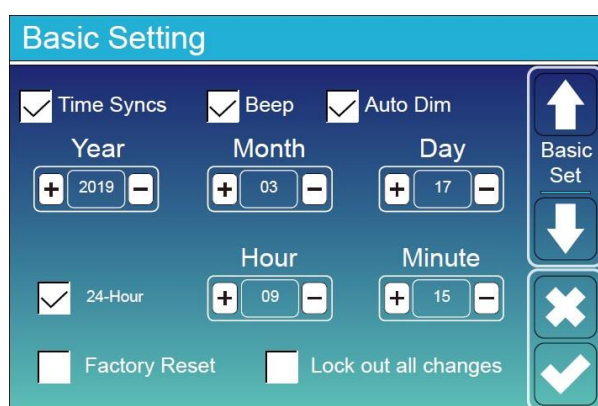 Basic Setting
Time Syncs Beep Auto Dim
Year Month Day
+ 2019 − + 03 − + 17 −
Basic
Set
Hour Minute
24-Hour + 09 − + 15 −
Factory Reset Lock out all changes